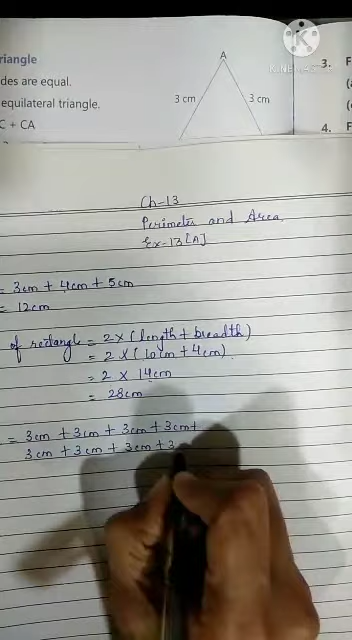 riangle
des are equal.
equilateral triangle.
C + CA
A
3 cm
3 cm
3.
F
4.
F
KINEMASTER
Ch-13
Perimeter and Area
Ex-13[A]
= 3cm + 4cm + 5cm
= 12cm
of rectangle = 2×(length + breadth)
= 2 × (10cm + 4cm).
= 2 × 14cm
= 28cm
= 3cm + 3cm + 3cm + 3cm +
3cm + 3cm + 3cm + 3